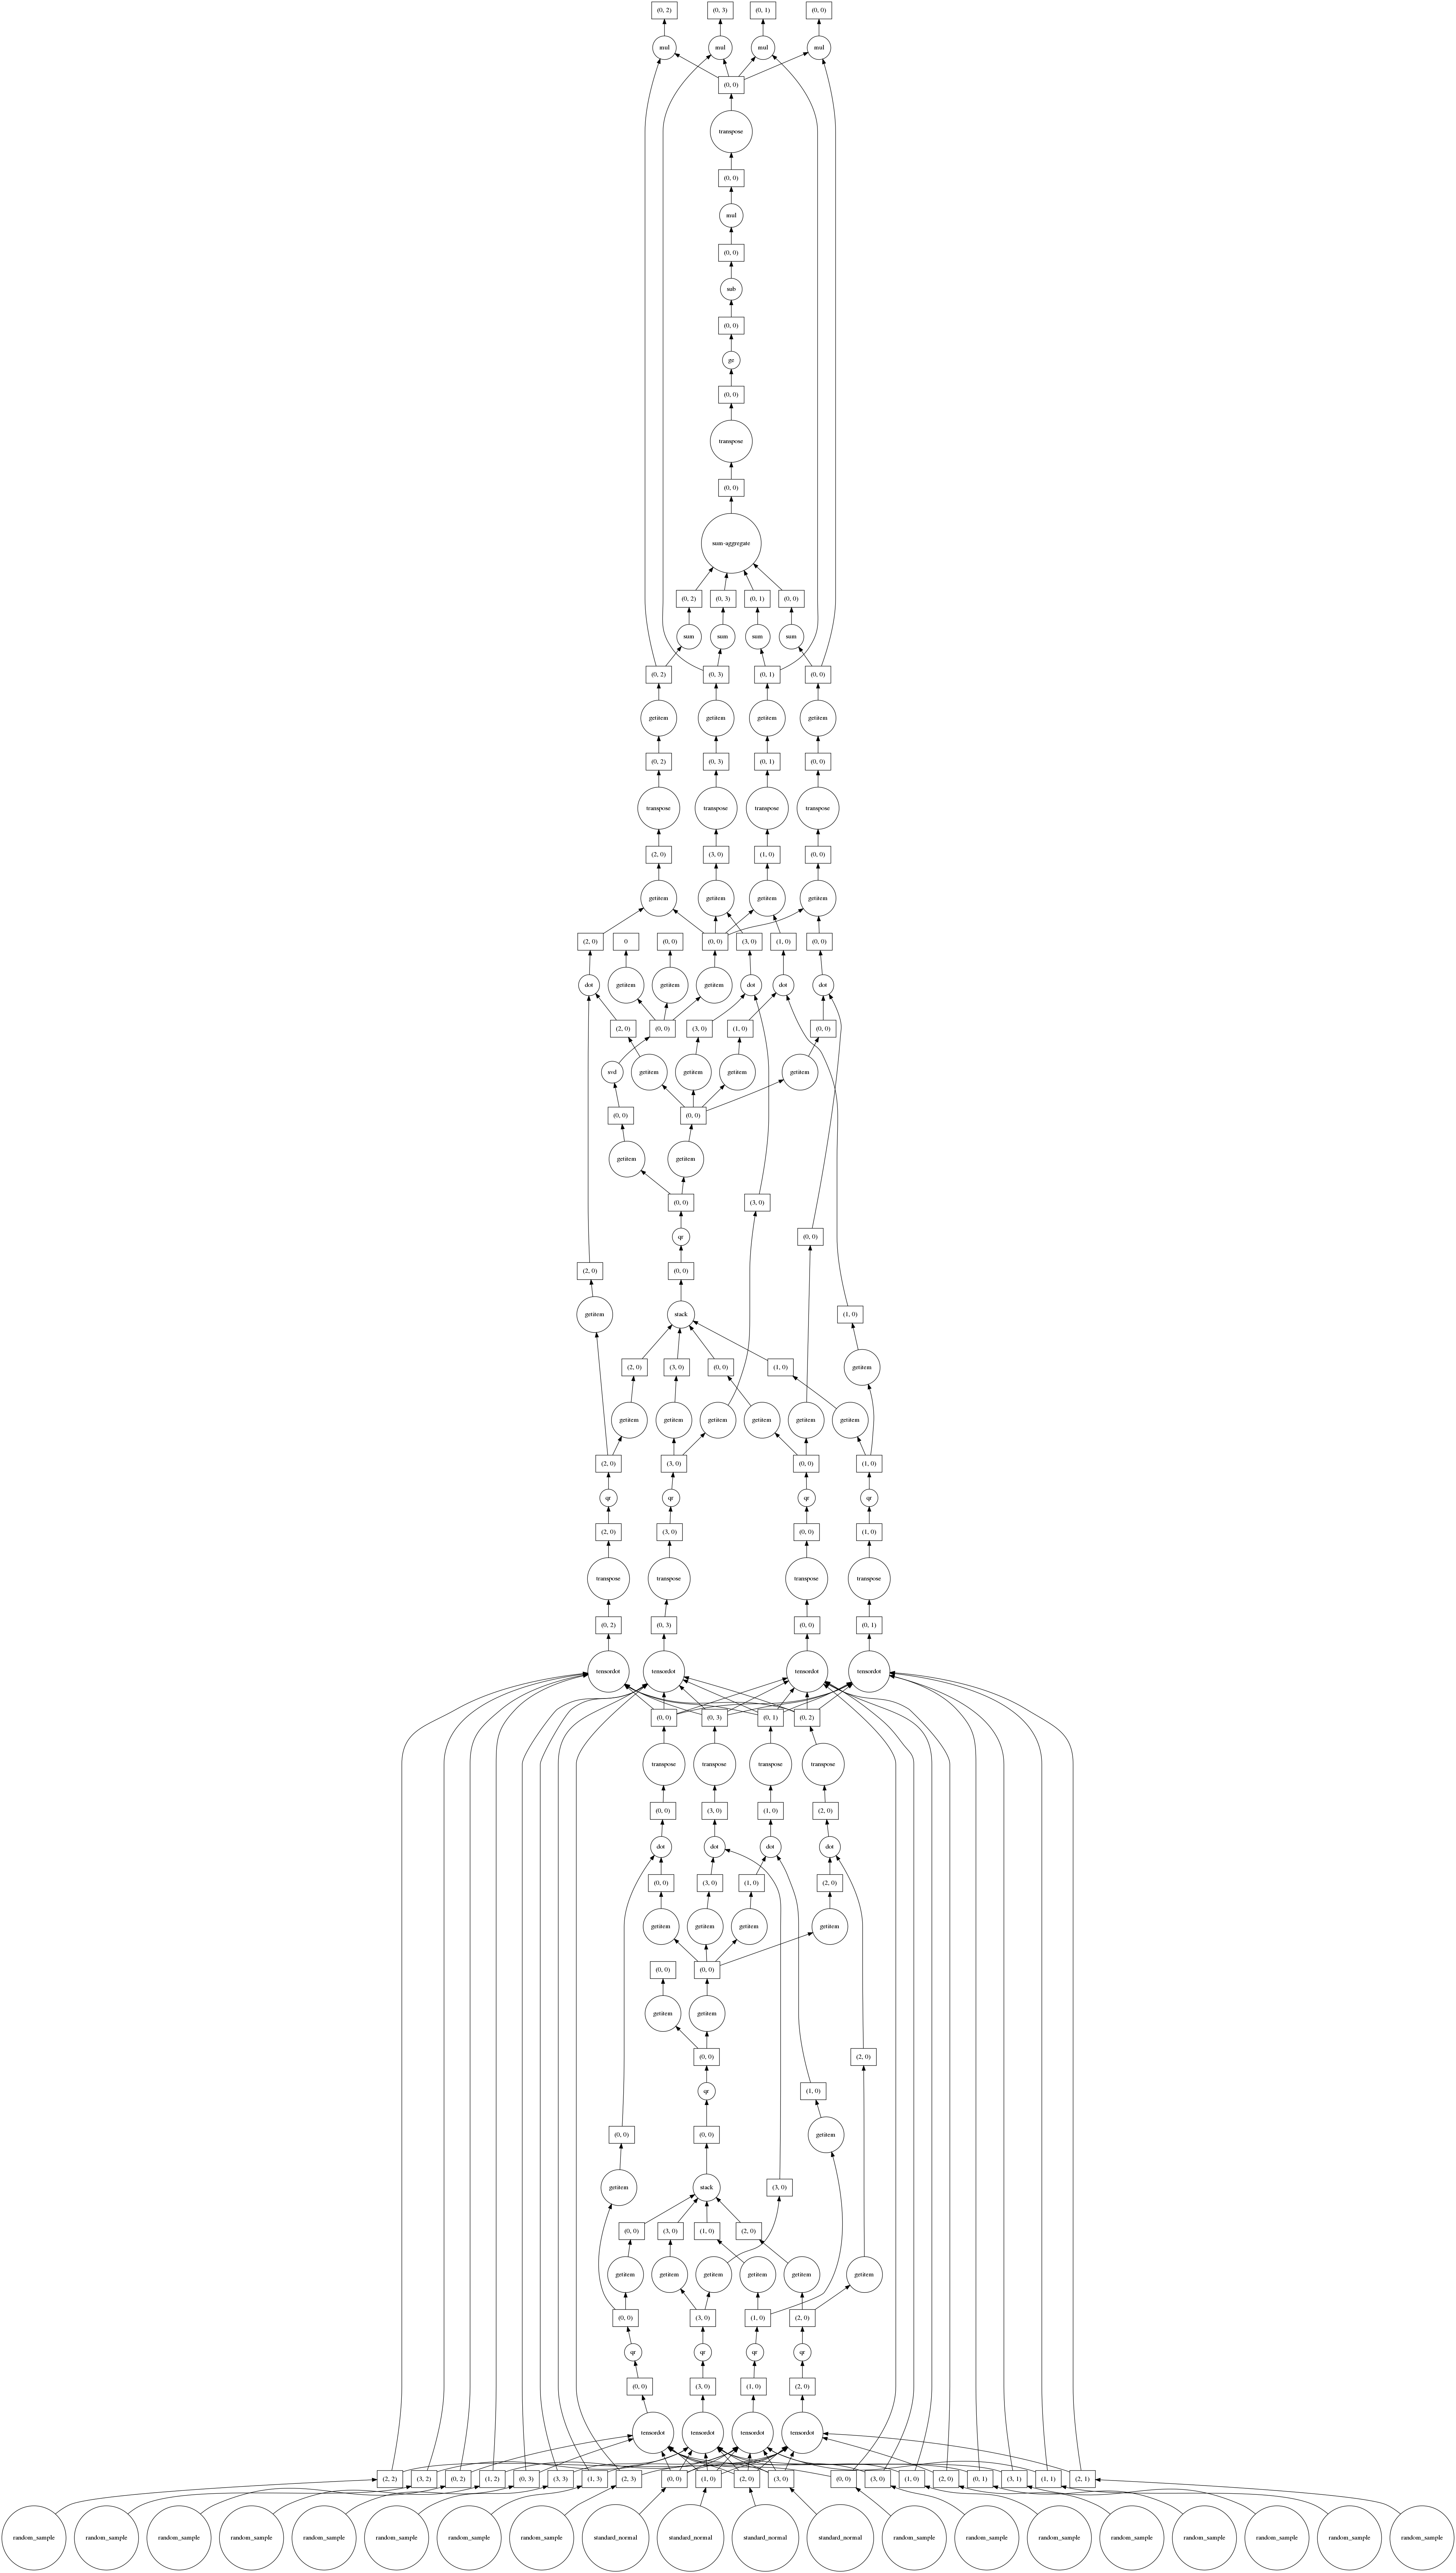 (0, 2) (0, 3) (0, 1) (0, 0)
mul mul mul mul
(0, 0)
transpose
(0, 0)
mul
(0, 0)
sub
(0, 0)
ge
(0, 0)
transpose
(0, 0)
sum-aggregate
(0, 2) (0, 3) (0, 1) (0, 0)
sum sum sum sum
(0, 2) (0, 3) (0, 1) (0, 0)
getitem getitem getitem getitem
(0, 2) (0, 3) (0, 1) (0, 0)
transpose transpose transpose transpose
(2, 0) (3, 0) (1, 0) (0, 0)
getitem getitem getitem getitem
(2, 0) 0 (0, 0) (0, 0) (3, 0) (1, 0) (0, 0)
dot getitem getitem getitem dot dot dot
(2, 0) (0, 0) (3, 0) (1, 0) (0, 0)
svd getitem getitem getitem getitem
(0, 0) (0, 0)
getitem getitem
(0, 0) (3, 0)
qr (0, 0)
(2, 0) (0, 0)
getitem stack (1, 0)
(2, 0) (3, 0) (0, 0) (1, 0) getitem
getitem getitem getitem getitem getitem getitem
(2, 0) (3, 0) (0, 0) (1, 0)
qr qr qr qr
(2, 0) (3, 0) (0, 0) (1, 0)
transpose transpose transpose transpose
(0, 2) (0, 3) (0, 0) (0, 1)
tensordot tensordot tensordot tensordot
(0, 0) (0, 3) (0, 1) (0, 2)
transpose transpose transpose transpose
(0, 0) (3, 0) (1, 0) (2, 0)
dot dot dot dot
(0, 0) (3, 0) (1, 0) (2, 0)
getitem getitem getitem getitem
(0, 0) (0, 0)
getitem getitem
(0, 0) (2, 0)
qr (1, 0)
(0, 0) (0, 0) getitem
getitem stack (3, 0)
(0, 0) (3, 0) (1, 0) (2, 0)
getitem getitem getitem getitem getitem getitem
(0, 0) (3, 0) (1, 0) (2, 0)
qr qr qr qr
(0, 0) (3, 0) (1, 0) (2, 0)
tensordot tensordot tensordot tensordot
(2, 2) (3, 2) (0, 2) (1, 2) (0, 3) (3, 3) (1, 3) (2, 3) (0, 0) (1, 0) (2, 0) (3, 0) (0, 0) (3, 0) (1, 0) (2, 0) (0, 1) (3, 1) (1, 1) (2, 1)
random_sample random_sample random_sample random_sample random_sample random_sample random_sample random_sample standard_normal standard_normal standard_normal standard_normal random_sample random_sample random_sample random_sample random_sample random_sample random_sample random_sample